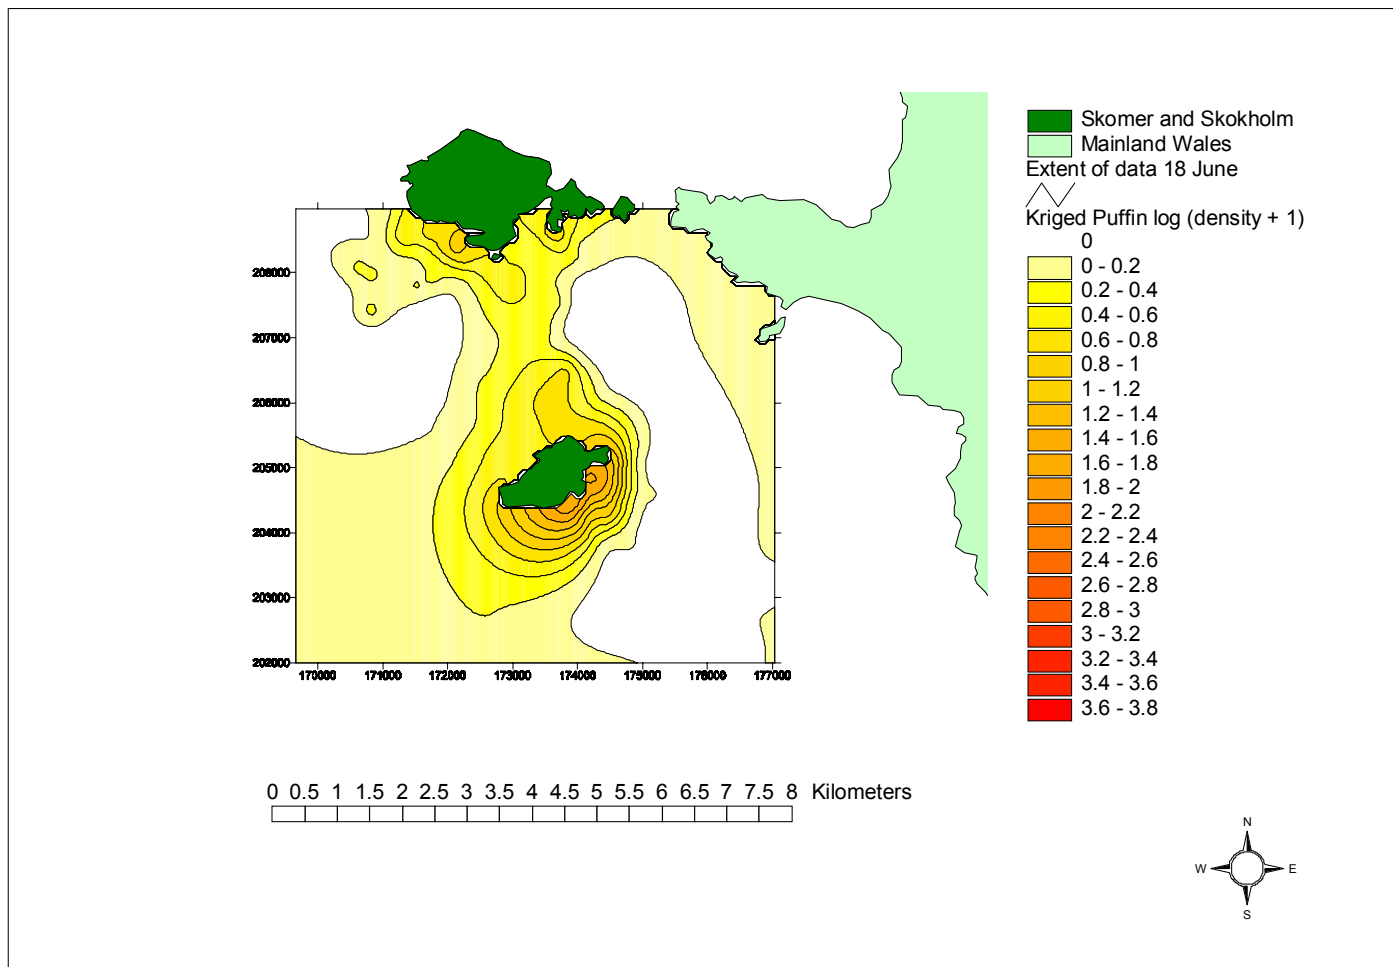 Skomer and Skokholm
Mainland Wales
Extent of data 18 June
Kriged Puffin log (density + 1)
0
0 - 0.2
0.2 - 0.4
0.4 - 0.6
0.6 - 0.8
0.8 - 1
1 - 1.2
1.2 - 1.4
1.4 - 1.6
1.6 - 1.8
1.8 - 2
2 - 2.2
2.2 - 2.4
2.4 - 2.6
2.6 - 2.8
2.8 - 3
3 - 3.2
3.2 - 3.4
3.4 - 3.6
3.6 - 3.8
208000
207000
206000
205000
204000
203000
202000
170000 171000 172000 173000 174000 175000 176000 177000
0 0.5 1 1.5 2 2.5 3 3.5 4 4.5 5 5.5 6 6.5 7 7.5 8 Kilometers
N
W E
S